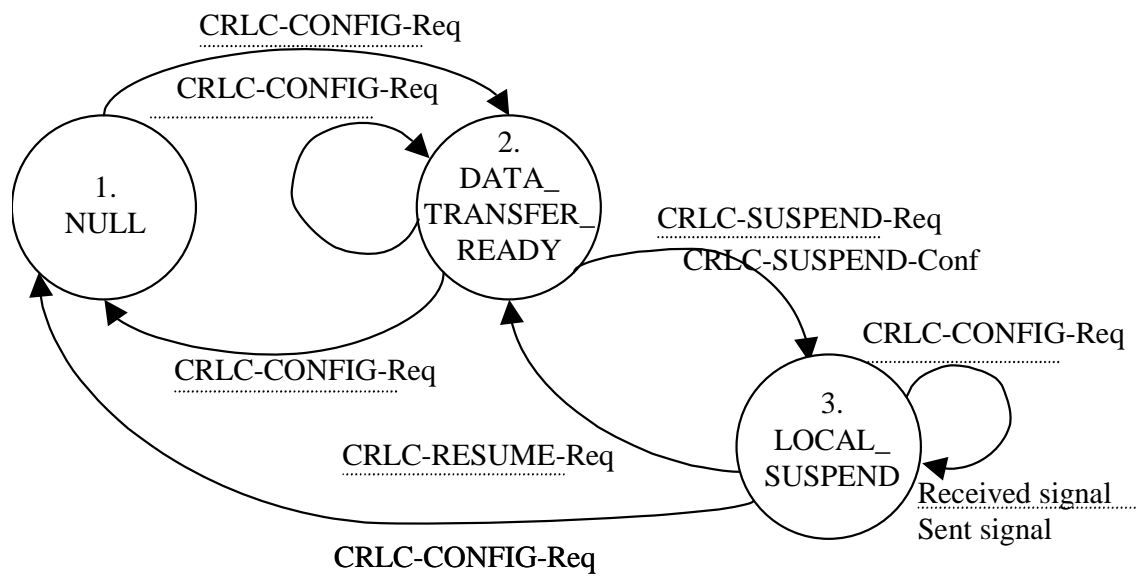 CRLC-CONFIG-Req
CRLC-CONFIG-Req
1.
NULL
2.
DATA_
TRANSFER_
READY
CRLC-SUSPEND-Req
CRLC-SUSPEND-Conf
CRLC-CONFIG-Req
CRLC-CONFIG-Req
3.
LOCAL_
SUSPEND
CRLC-RESUME-Req
Received signal
Sent signal
CRLC-CONFIG-Req